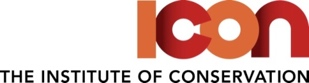 icon
THE INSTITUTE OF CONSERVATION